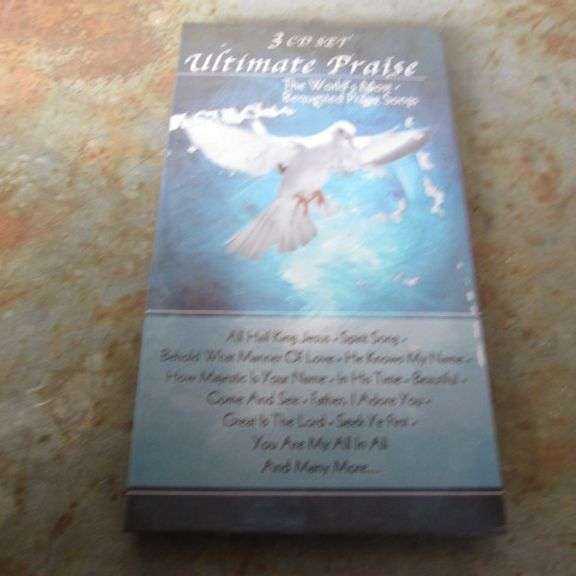 3 CD SET
Ultimate Praise
The World's Most
Beautiful Praise Songs
All Hail King Jesus • Spirit Song •
Behold What Manner Of Love • He Knows My Name •
How Majestic Is Your Name • In His Time • Beautiful •
Come And See • Father, I Adore You •
Great Is The Lord • Seek Ye First •
You Are My All In All
And Many More...